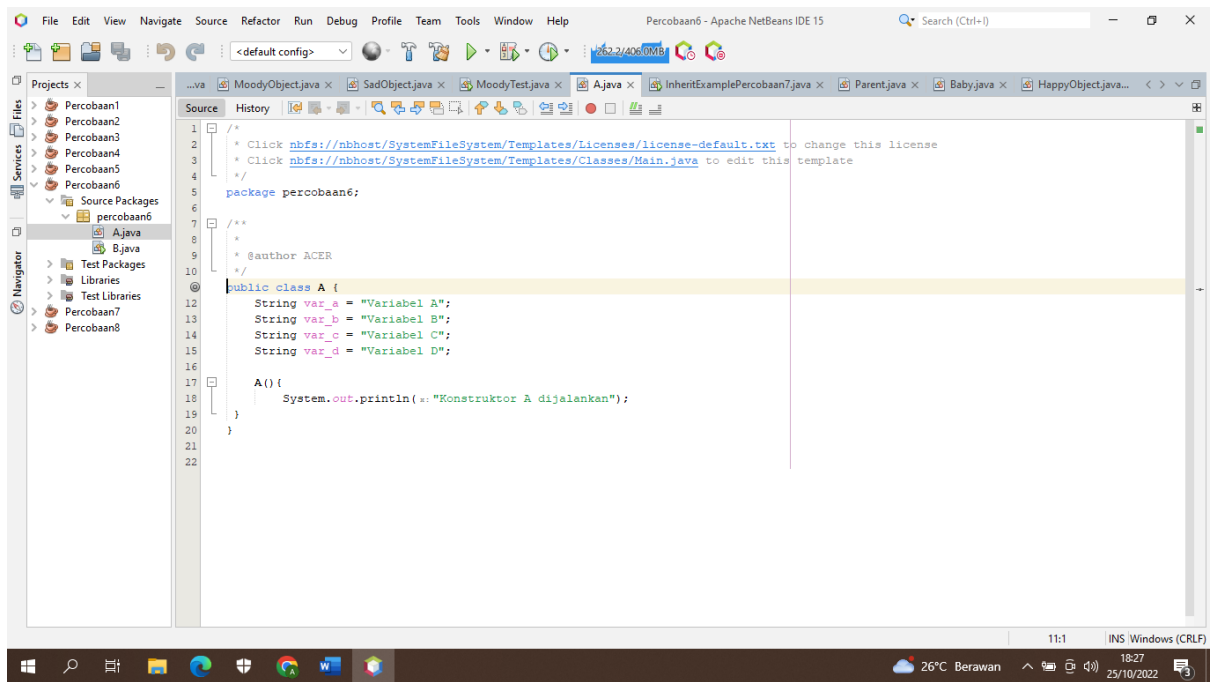 File Edit View Navigate Source Refactor Run Debug Profile Team Tools Window Help Percobaan6 - Apache NetBeans IDE 15 Search (Ctrl+I)
<default config> 262.2/406.0MB
Projects
...va MoodyObject.java SadObject.java MoodyTest.java A.java InheritExamplePercobaan7.java Parent.java Baby.java HappyObject.java...
Files
Services
Navigator
Percobaan1
Percobaan2
Percobaan3
Percobaan4
Percobaan5
Percobaan6
Source Packages
percobaan6
A.java
B.java
Test Packages
Libraries
Test Libraries
Percobaan7
Percobaan8
Source History
1 /*
2 * Click nbfs://nbhost/SystemFileSystem/Templates/Licenses/license-default.txt to change this license
3 * Click nbfs://nbhost/SystemFileSystem/Templates/Classes/Main.java to edit this template
4 */
5 package percobaan6;
6
7 /**
8 *
9 * @author ACER
10 */
public class A {
12 String var_a = "Variabel A";
13 String var_b = "Variabel B";
14 String var_c = "Variabel C";
15 String var_d = "Variabel D";
16
17 A(){
18 System.out.println( "Konstruktor A dijalankan");
19 }
20 }
21
22
11:1 INS Windows (CRLF)
26°C Berawan 18:27
25/10/2022 3